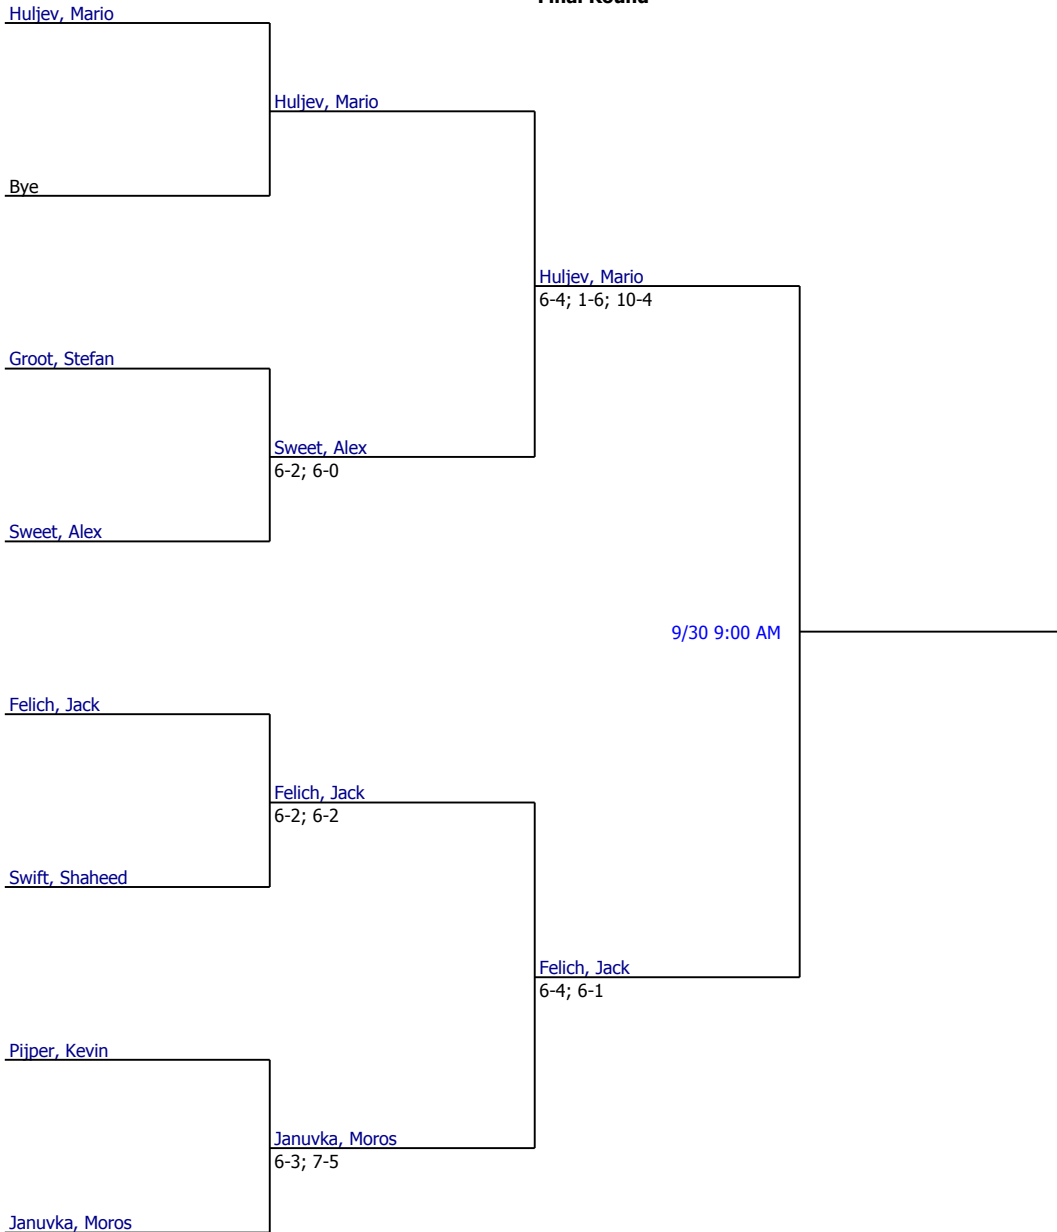 Final Round
Huljev, Mario
Huljev, Mario
Bye
Huljev, Mario
6-4; 1-6; 10-4
Groot, Stefan
Sweet, Alex
6-2; 6-0
Sweet, Alex
9/30 9:00 AM
Felich, Jack
Felich, Jack
6-2; 6-2
Swift, Shaheed
Felich, Jack
6-4; 6-1
Pijper, Kevin
Januvka, Moros
6-3; 7-5
Januvka, Moros